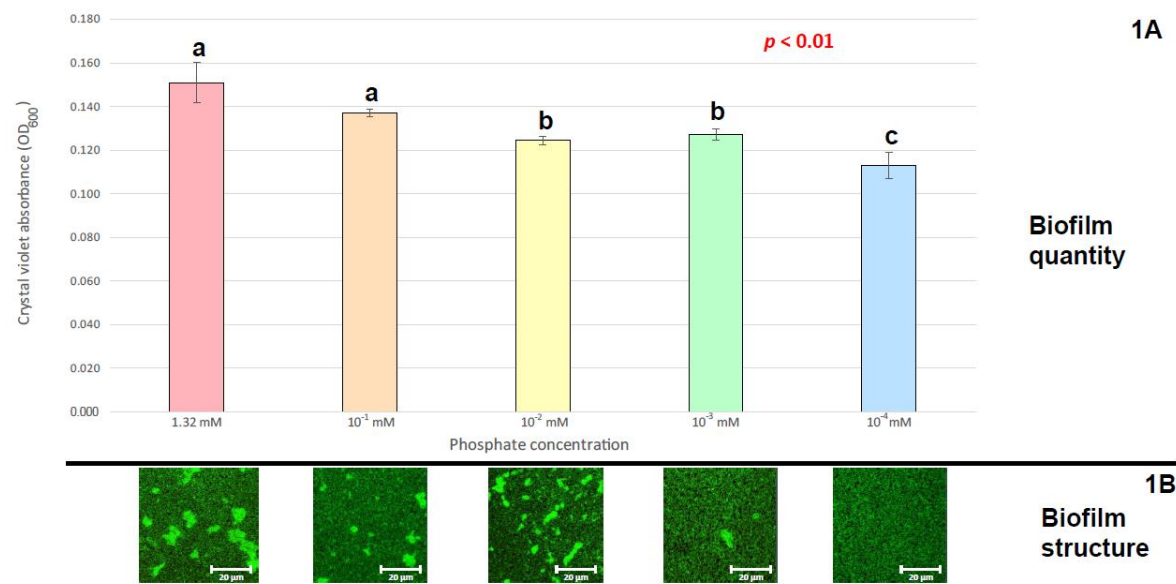 0.180
0.160
0.140
0.120
0.100
0.080
0.060
0.040
0.020
0.000
Crystal violet absorbance (OD600)
a
a
b
b
c
p < 0.01
1A
Biofilm
quantity
1.32 mM
10-1 mM
10-2 mM
10-3 mM
10-4 mM
Phosphate concentration
1B
Biofilm
structure
20 µm
20 µm
20 µm
20 µm
20 µm